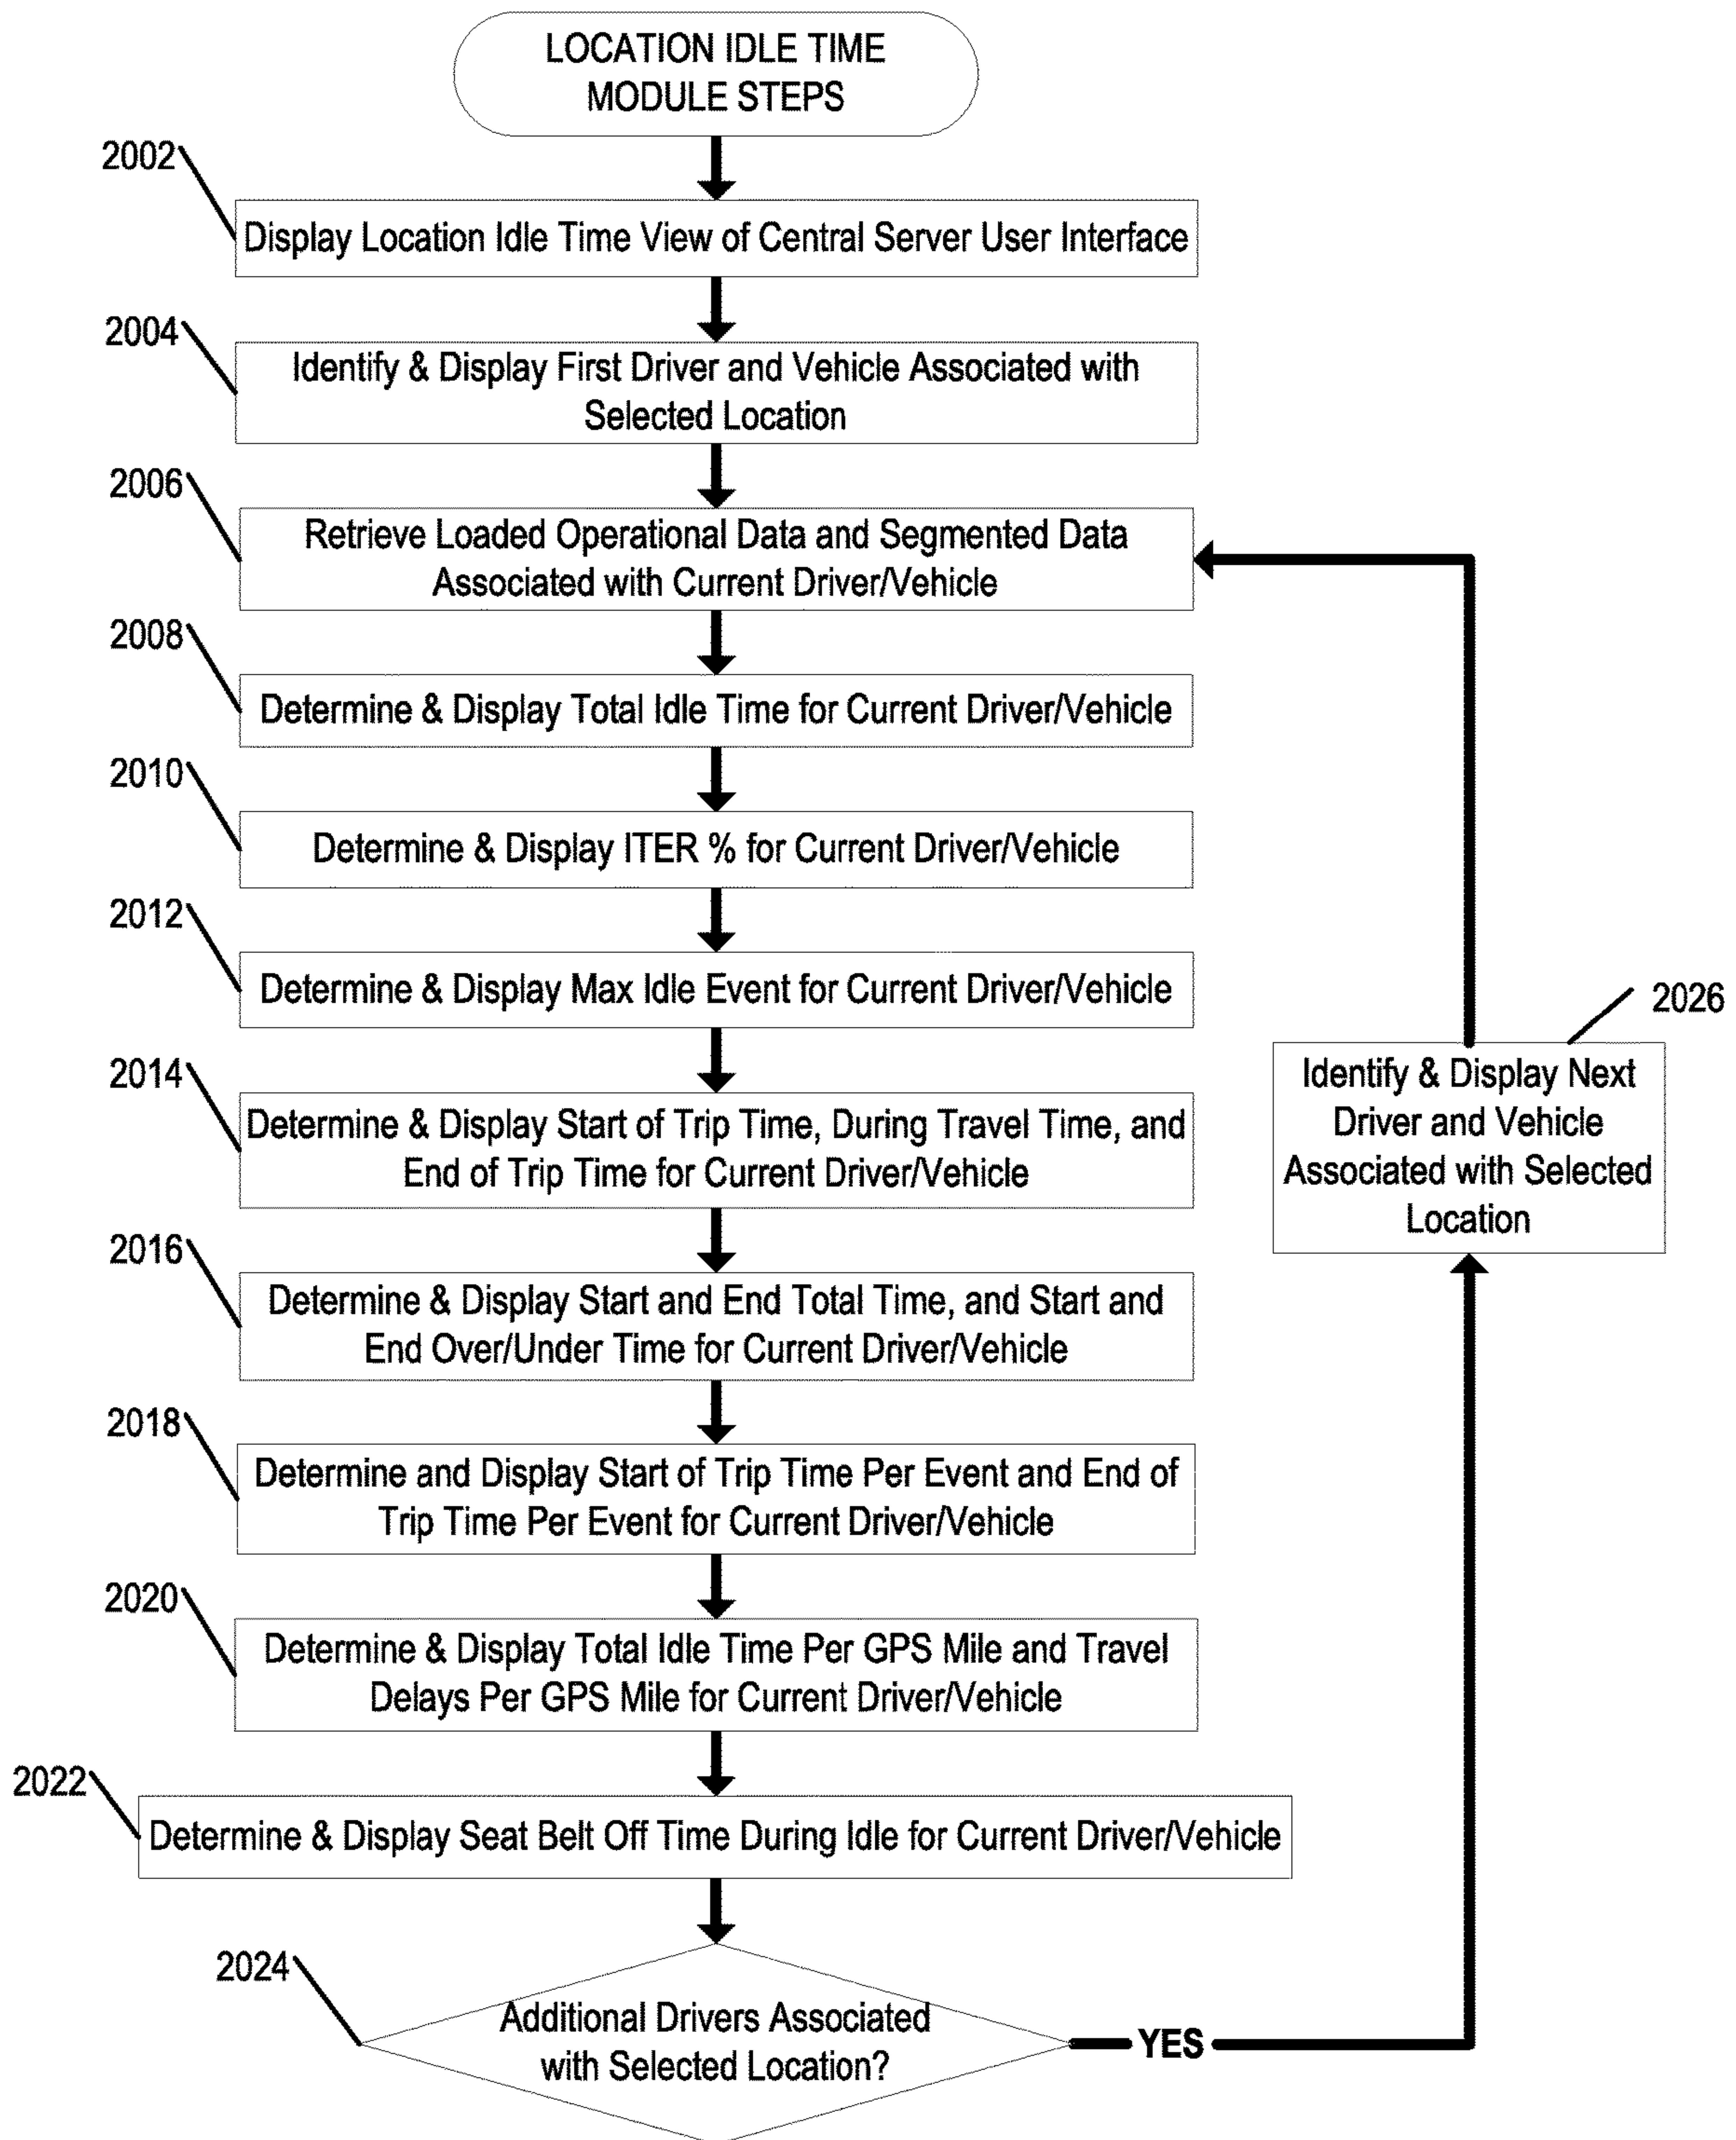 LOCATION IDLE TIME
MODULE STEPS
2002
Display Location Idle Time View of Central Server User Interface
2004
Identify & Display First Driver and Vehicle Associated with
Selected Location
2006
Retrieve Loaded Operational Data and Segmented Data
Associated with Current Driver/Vehicle
2008
Determine & Display Total Idle Time for Current Driver/Vehicle
2010
Determine & Display ITER % for Current Driver/Vehicle
2012
Determine & Display Max Idle Event for Current Driver/Vehicle
2014
Determine & Display Start of Trip Time, During Travel Time, and
End of Trip Time for Current Driver/Vehicle
2016
Determine & Display Start and End Total Time, and Start and
End Over/Under Time for Current Driver/Vehicle
2018
Determine and Display Start of Trip Time Per Event and End of
Trip Time Per Event for Current Driver/Vehicle
2020
Determine & Display Total Idle Time Per GPS Mile and Travel
Delays Per GPS Mile for Current Driver/Vehicle
2022
Determine & Display Seat Belt Off Time During Idle for Current Driver/Vehicle
2024
Additional Drivers Associated
with Selected Location?
YES
2026
Identify & Display Next
Driver and Vehicle
Associated with Selected
Location